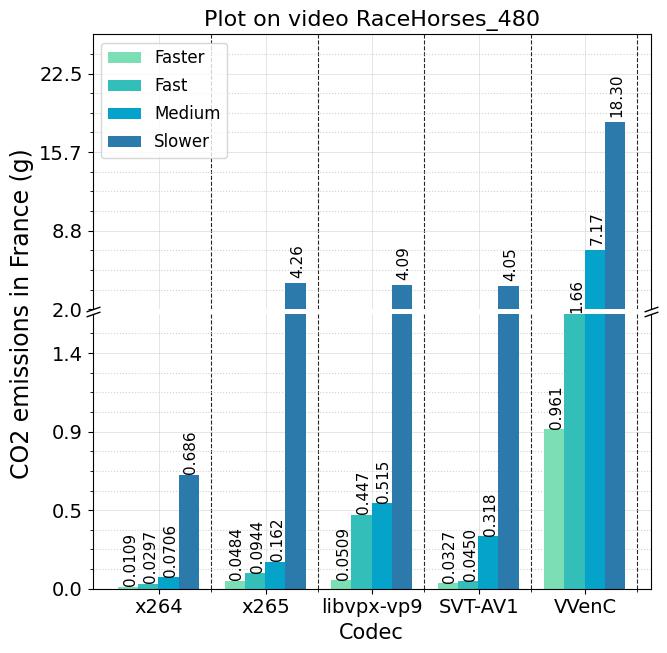 Plot on video RaceHorses_480
Faster
Fast
Medium
Slower
CO2 emissions in France (g)
22.5
15.7
8.8
2.0
2.0
1.4
0.9
0.5
0.0
0.0109
0.0297
0.0706
0.686
0.0484
0.0944
0.162
4.26
0.0509
0.447
0.515
4.09
0.0327
0.0450
0.318
4.05
0.961
1.66
7.17
18.30
x264
x265
libvpx-vp9
SVT-AV1
VVenC
Codec